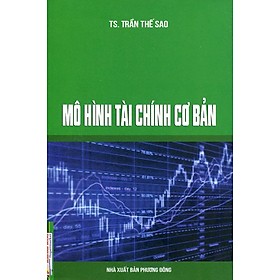 TS. TRẦN THẾ SAO
MÔ HÌNH TÀI CHÍNH CƠ BẢN
NHÀ XUẤT BẢN PHƯƠNG ĐÔNG